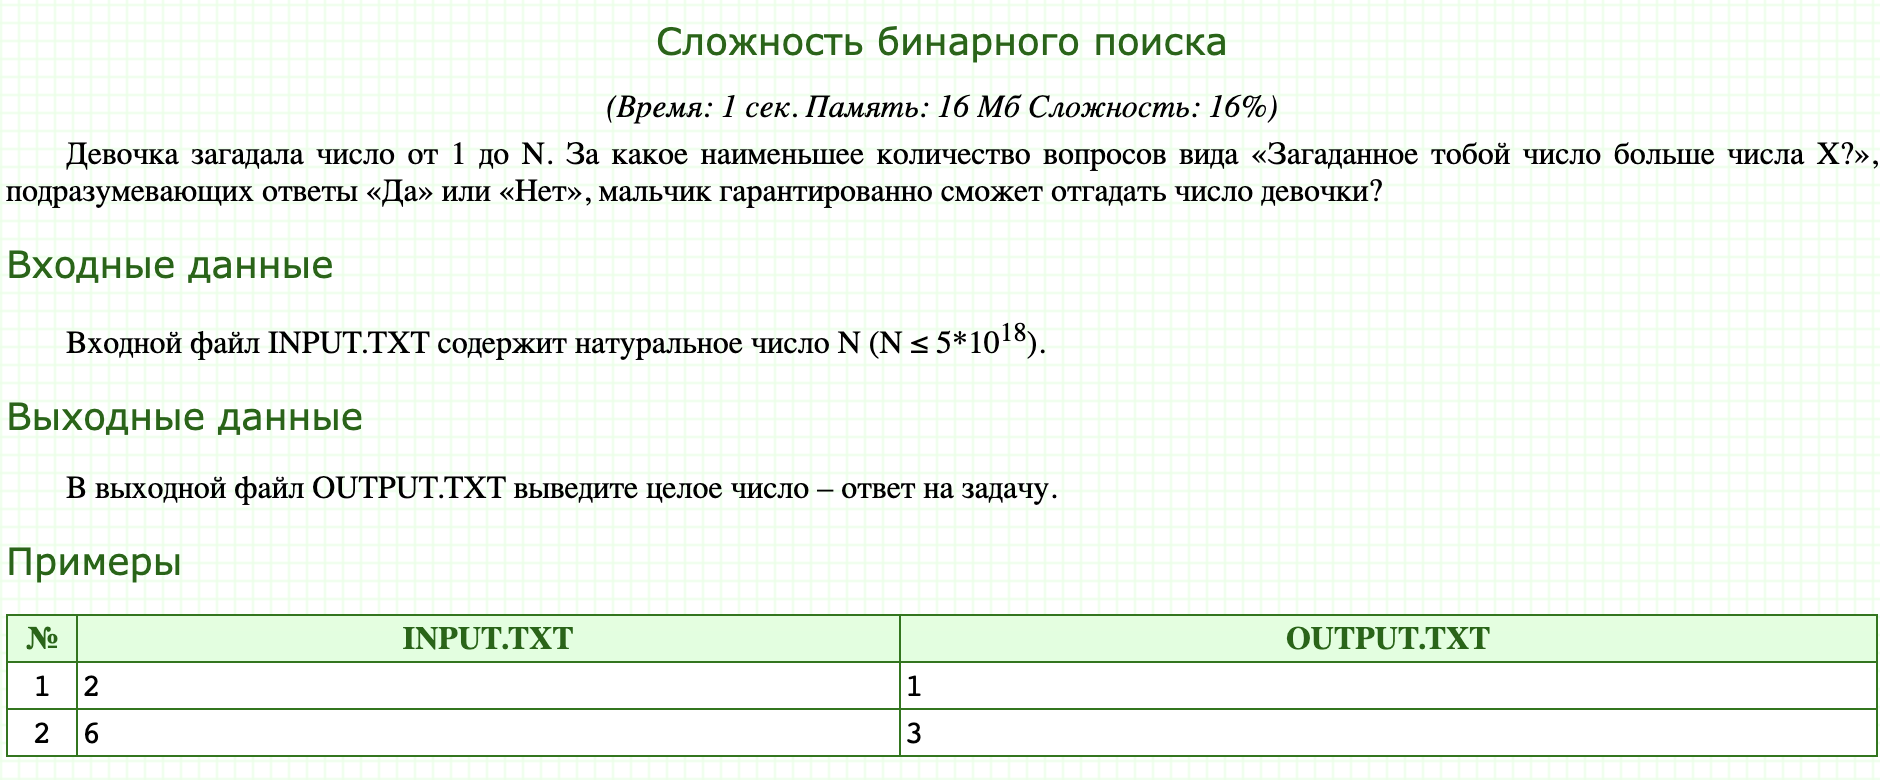 Сложность бинарного поиска
(Время: 1 сек. Память: 16 Мб Сложность: 16%)
Девочка загадала число от 1 до N. За какое наименьшее количество вопросов вида «Загаданное тобой число больше числа X?»,
подразумевающих ответы «Да» или «Нет», мальчик гарантированно сможет отгадать число девочки?
Входные данные
Входной файл INPUT.TXT содержит натуральное число N (N ≤ 5*10^18).
Выходные данные
В выходной файл OUTPUT.TXT выведите целое число – ответ на задачу.
Примеры
№ INPUT.TXT OUTPUT.TXT
1 2 1
2 6 3